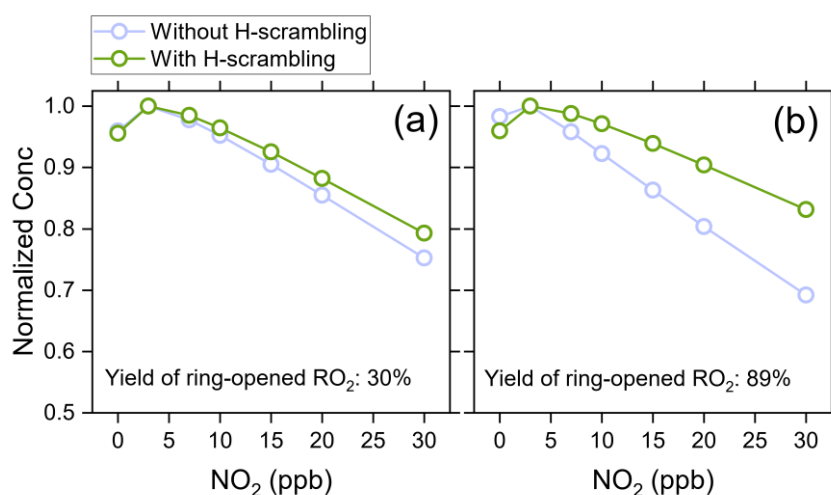 Without H-scrambling
With H-scrambling
(a)
(b)
1.0
0.9
0.8
0.7
0.6
0.5
Normalized Conc
Yield of ring-opened RO₂: 30%
Yield of ring-opened RO₂: 89%
0 5 10 15 20 25 30
0 5 10 15 20 25 30
NO₂ (ppb)
NO₂ (ppb)